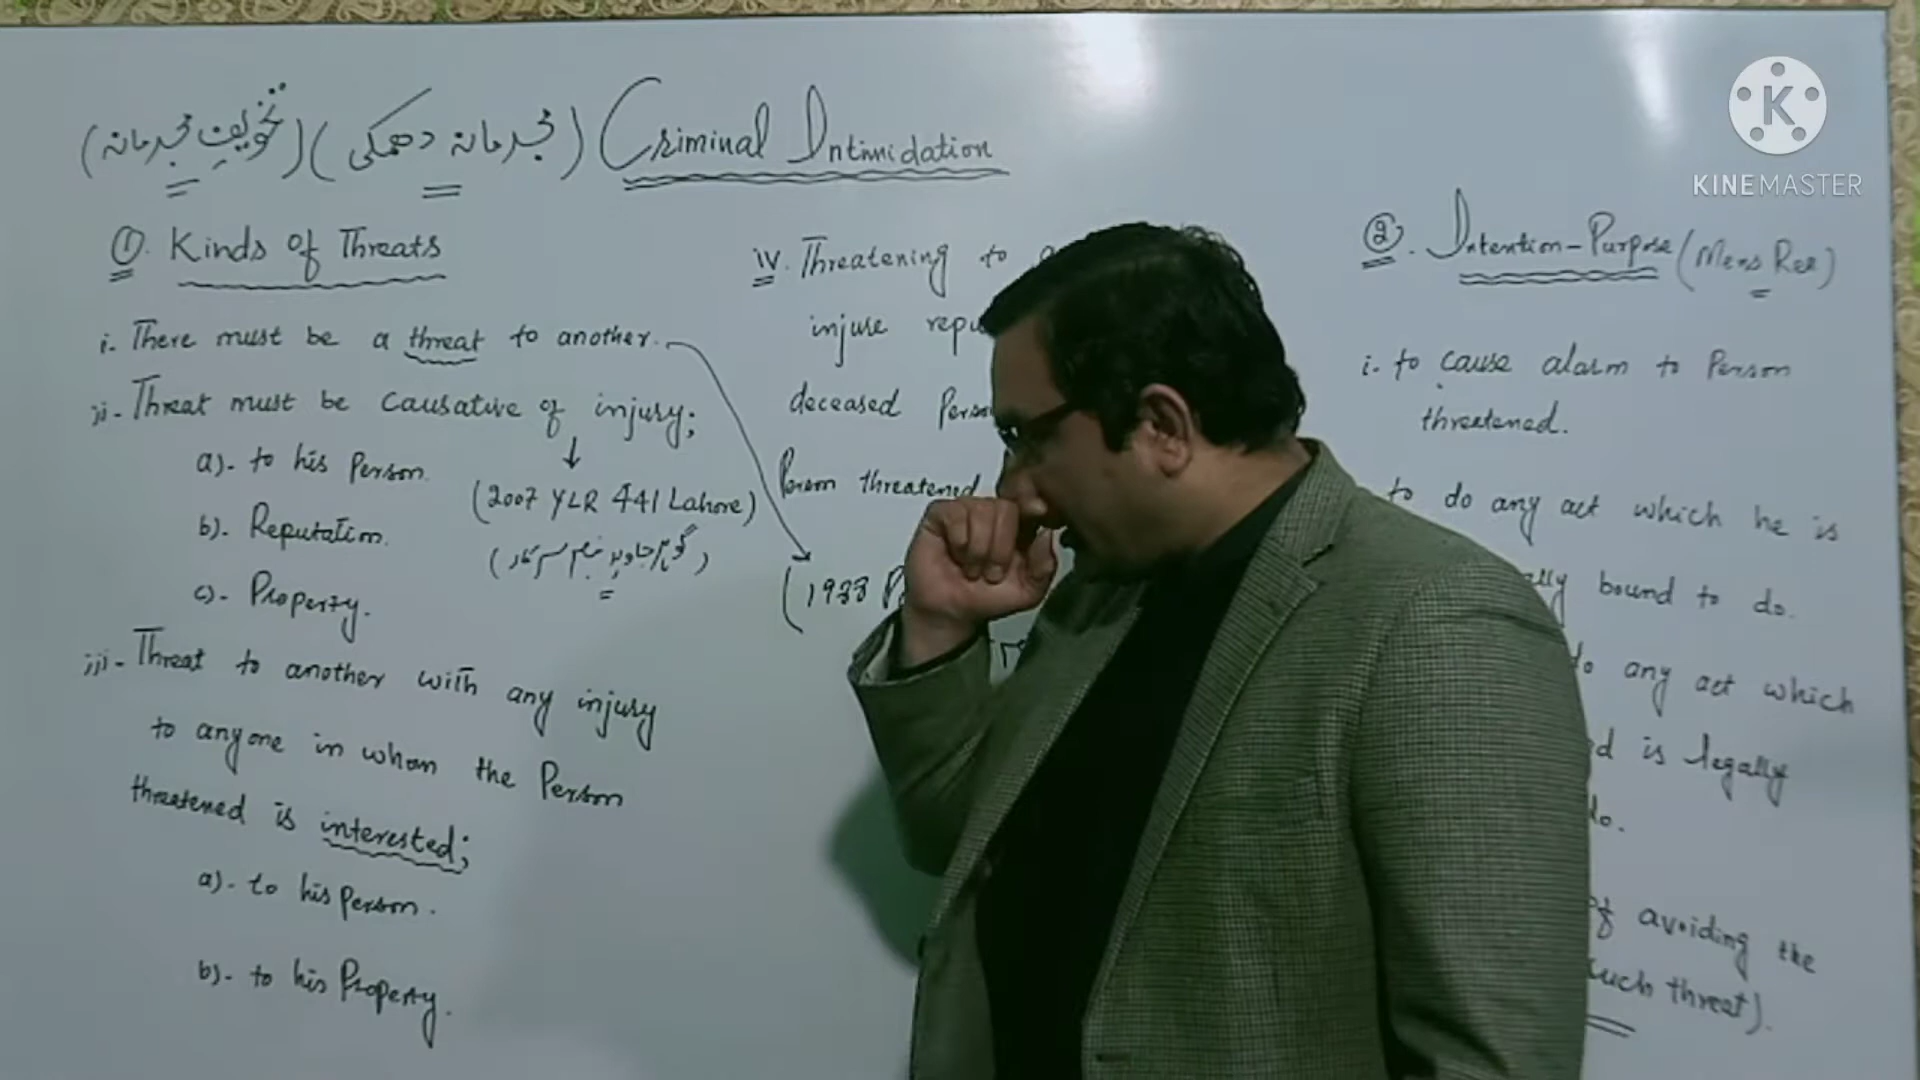 (تخویفِ مجرمانہ) (مجرمانہ دھمکی) Criminal Intimidation
KINEMASTER
①. Kinds of Threats
i. There must be a threat to another.
ii- Threat must be causative of injury;
a)- to his Person.
(2007 YLR 441 Lahore)
b)- Reputation.
c)- Property.
iii- Threat to another with any injury
to anyone in whom the Person
threatened is interested;
a)- to his Person.
b)- to his Property.
iv. Threatening to
injure
deceased
Person threatened
(1933
②. Intention-Purpose (Mens Rea)
i- to cause alarm to Person
threatened.
to do any act which he is
bound to do.
any act which
is legally
of avoiding the
such threat).